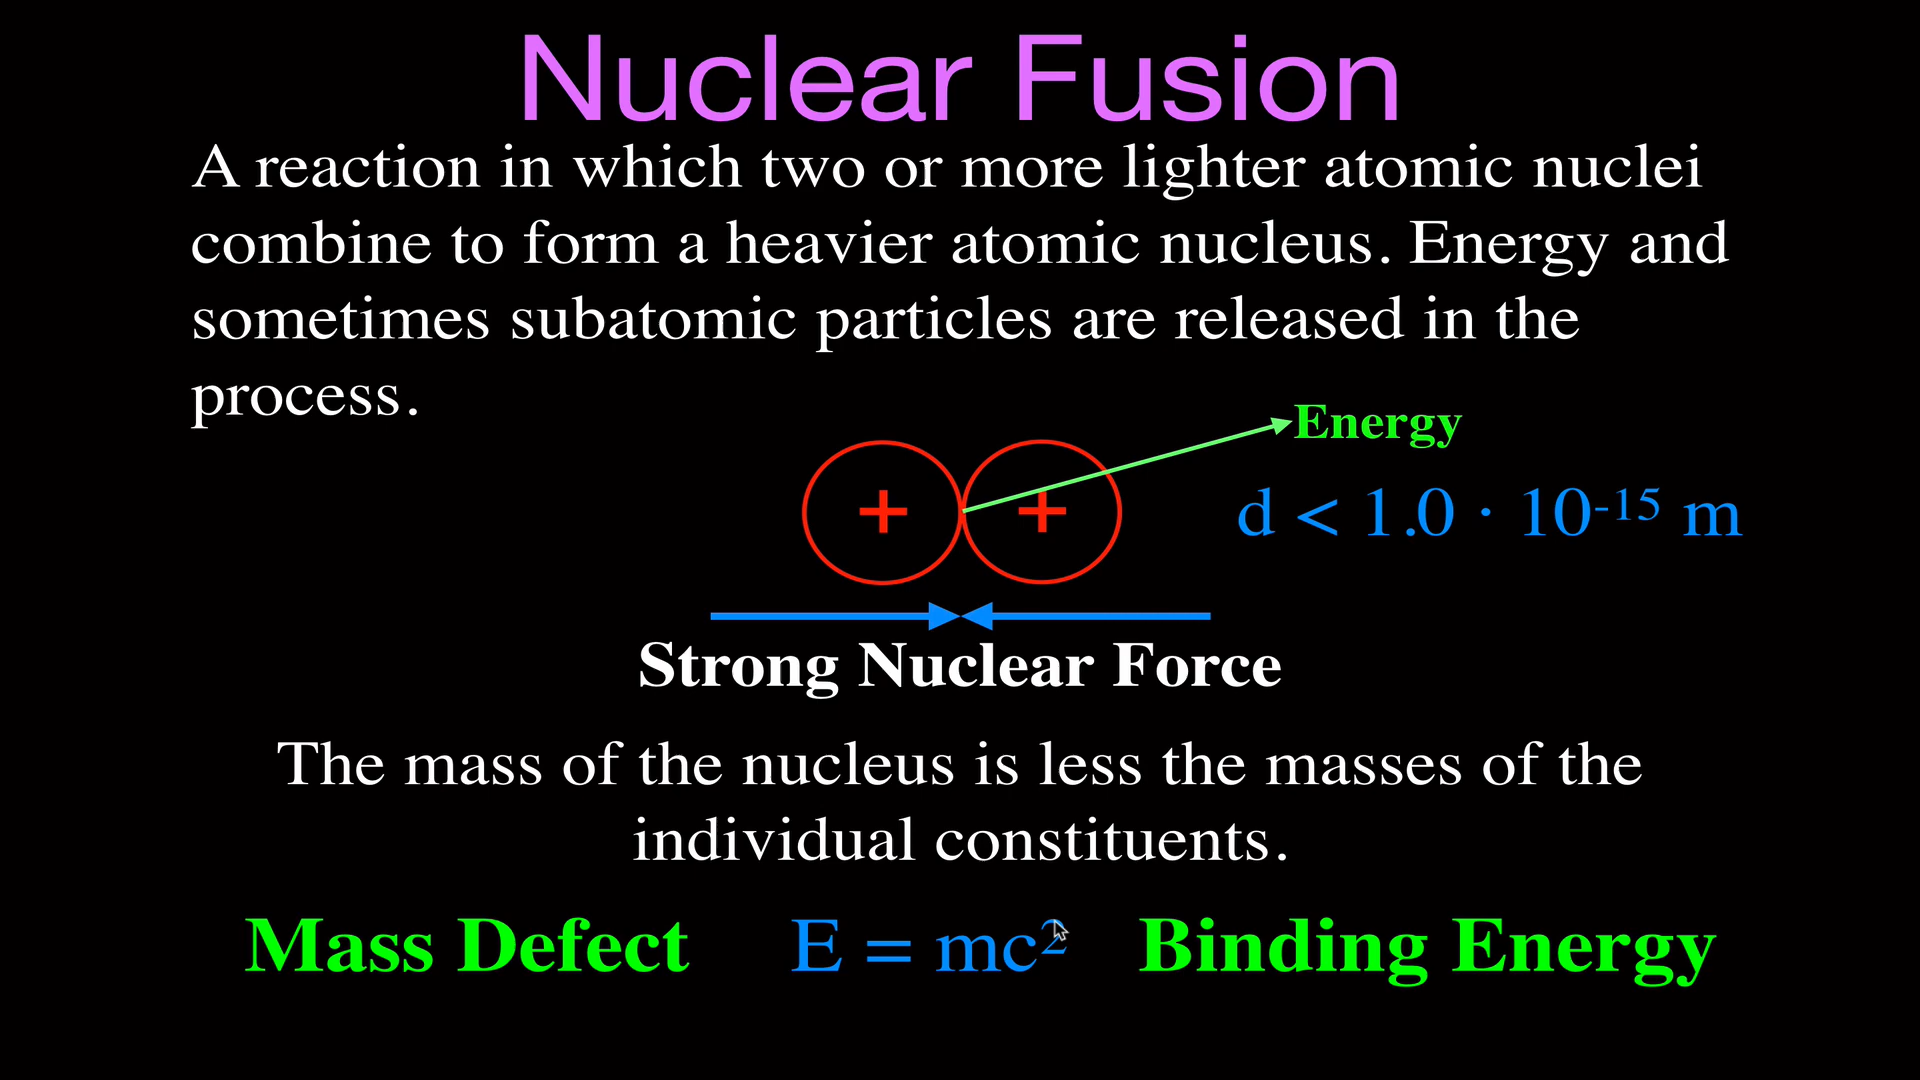 Nuclear Fusion
A reaction in which two or more lighter atomic nuclei
combine to form a heavier atomic nucleus. Energy and
sometimes subatomic particles are released in the
process.
Energy
+ +
d < 1.0 · 10⁻¹⁵ m
Strong Nuclear Force
The mass of the nucleus is less the masses of the
individual constituents.
Mass Defect E = mc² Binding Energy